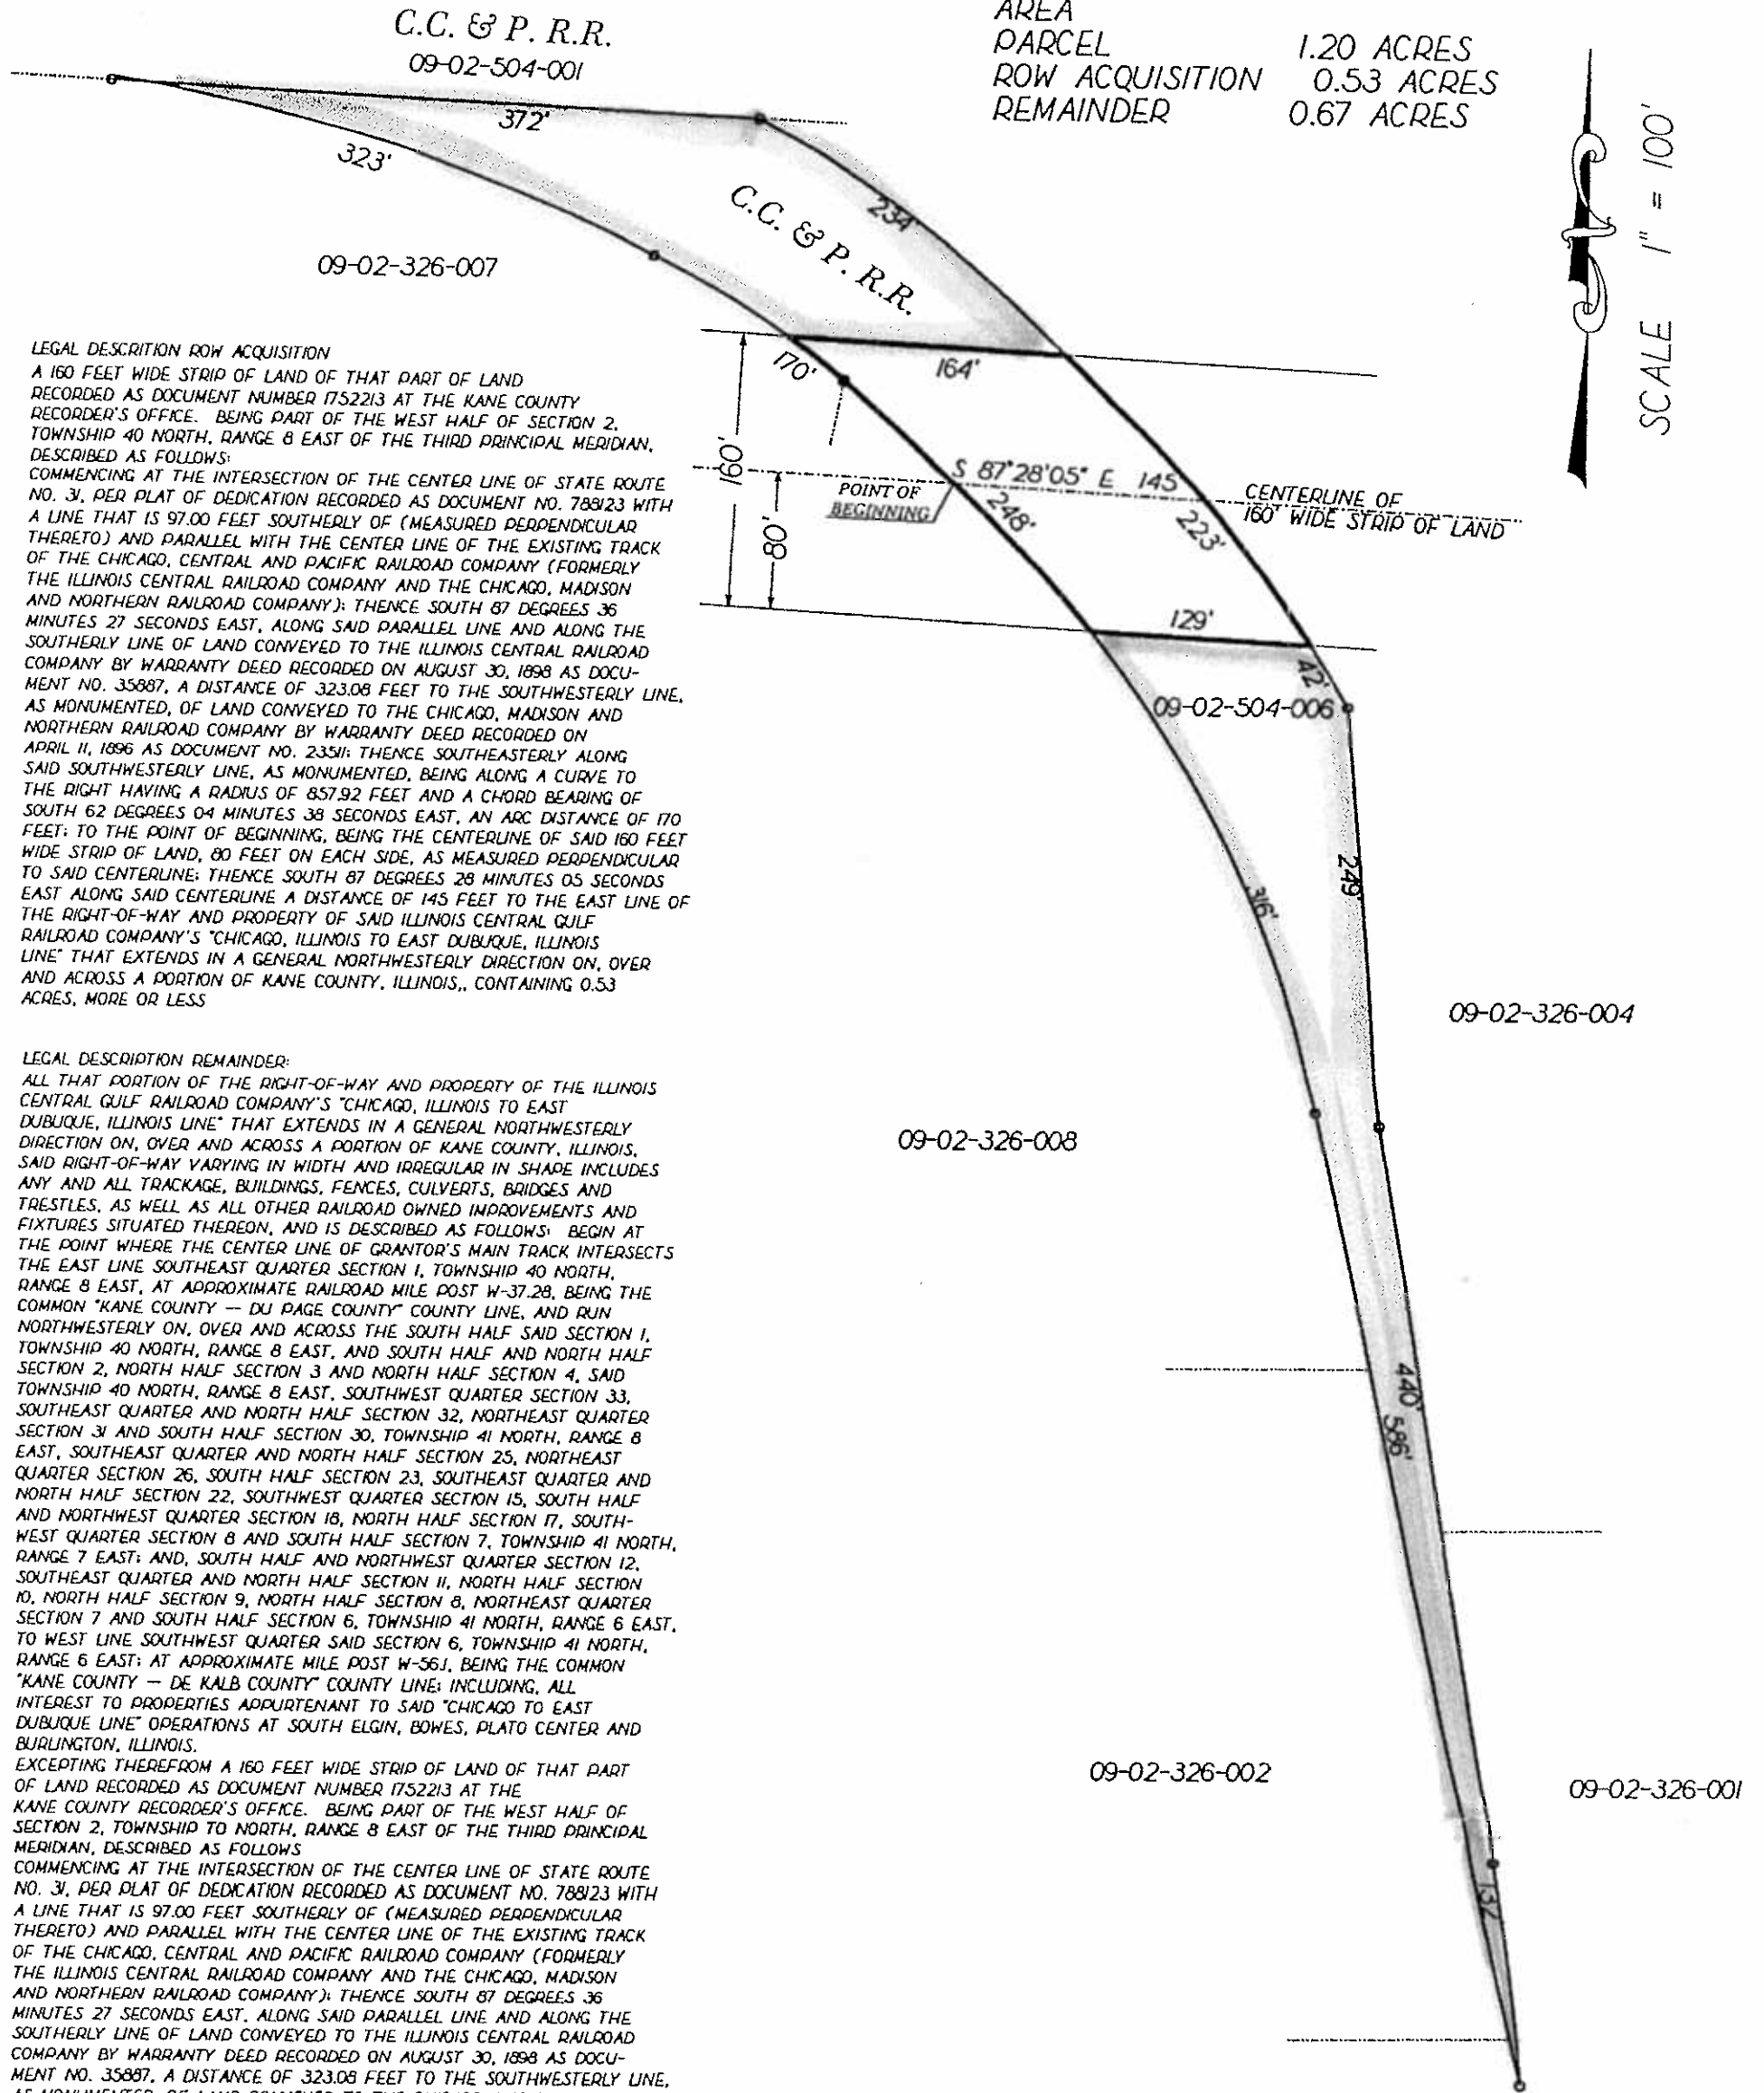 C.C. & P. R.R.
09-02-504-001
AREA
PARCEL 1.20 ACRES
ROW ACQUISITION 0.53 ACRES
REMAINDER 0.67 ACRES
SCALE 1" = 100'
372'
323'
234'
C.C. & P. R.R.
09-02-326-007
164'
170'
160'
80'
S 87°28'05" E 145
POINT OF
BEGINNING
CENTERLINE OF
160' WIDE STRIP OF LAND
248'
223'
129'
42'
09-02-504-006
249'
316'
09-02-326-004
09-02-326-008
440'
586'
09-02-326-002
09-02-326-001
132'
LEGAL DESCRITION ROW ACQUISITION
A 160 FEET WIDE STRIP OF LAND OF THAT PART OF LAND
RECORDED AS DOCUMENT NUMBER 1752213 AT THE KANE COUNTY
RECORDER'S OFFICE. BEING PART OF THE WEST HALF OF SECTION 2,
TOWNSHIP 40 NORTH, RANGE 8 EAST OF THE THIRD PRINCIPAL MERIDIAN,
DESCRIBED AS FOLLOWS:
COMMENCING AT THE INTERSECTION OF THE CENTER LINE OF STATE ROUTE
NO. 31, PER PLAT OF DEDICATION RECORDED AS DOCUMENT NO. 788123 WITH
A LINE THAT IS 97.00 FEET SOUTHERLY OF (MEASURED PERPENDICULAR
THERETO) AND PARALLEL WITH THE CENTER LINE OF THE EXISTING TRACK
OF THE CHICAGO, CENTRAL AND PACIFIC RAILROAD COMPANY (FORMERLY
THE ILLINOIS CENTRAL RAILROAD COMPANY AND THE CHICAGO, MADISON
AND NORTHERN RAILROAD COMPANY); THENCE SOUTH 87 DEGREES 36
MINUTES 27 SECONDS EAST, ALONG SAID PARALLEL LINE AND ALONG THE
SOUTHERLY LINE OF LAND CONVEYED TO THE ILLINOIS CENTRAL RAILROAD
COMPANY BY WARRANTY DEED RECORDED ON AUGUST 30, 1898 AS DOCU-
MENT NO. 35887, A DISTANCE OF 323.08 FEET TO THE SOUTHWESTERLY LINE,
AS MONUMENTED, OF LAND CONVEYED TO THE CHICAGO, MADISON AND
NORTHERN RAILROAD COMPANY BY WARRANTY DEED RECORDED ON
APRIL 11, 1896 AS DOCUMENT NO. 23511; THENCE SOUTHEASTERLY ALONG
SAID SOUTHWESTERLY LINE, AS MONUMENTED, BEING ALONG A CURVE TO
THE RIGHT HAVING A RADIUS OF 857.92 FEET AND A CHORD BEARING OF
SOUTH 62 DEGREES 04 MINUTES 38 SECONDS EAST, AN ARC DISTANCE OF 170
FEET; TO THE POINT OF BEGINNING, BEING THE CENTERLINE OF SAID 160 FEET
WIDE STRIP OF LAND, 80 FEET ON EACH SIDE, AS MEASURED PERPENDICULAR
TO SAID CENTERLINE; THENCE SOUTH 87 DEGREES 28 MINUTES 05 SECONDS
EAST ALONG SAID CENTERLINE A DISTANCE OF 145 FEET TO THE EAST LINE OF
THE RIGHT-OF-WAY AND PROPERTY OF SAID ILLINOIS CENTRAL GULF
RAILROAD COMPANY'S "CHICAGO, ILLINOIS TO EAST DUBUQUE, ILLINOIS
LINE" THAT EXTENDS IN A GENERAL NORTHWESTERLY DIRECTION ON, OVER
AND ACROSS A PORTION OF KANE COUNTY, ILLINOIS,, CONTAINING 0.53
ACRES, MORE OR LESS
LEGAL DESCRIPTION REMAINDER:
ALL THAT PORTION OF THE RIGHT-OF-WAY AND PROPERTY OF THE ILLINOIS
CENTRAL GULF RAILROAD COMPANY'S "CHICAGO, ILLINOIS TO EAST
DUBUQUE, ILLINOIS LINE" THAT EXTENDS IN A GENERAL NORTHWESTERLY
DIRECTION ON, OVER AND ACROSS A PORTION OF KANE COUNTY, ILLINOIS,
SAID RIGHT-OF-WAY VARYING IN WIDTH AND IRREGULAR IN SHAPE INCLUDES
ANY AND ALL TRACKAGE, BUILDINGS, FENCES, CULVERTS, BRIDGES AND
TRESTLES, AS WELL AS ALL OTHER RAILROAD OWNED IMPROVEMENTS AND
FIXTURES SITUATED THEREON, AND IS DESCRIBED AS FOLLOWS: BEGIN AT
THE POINT WHERE THE CENTER LINE OF GRANTOR'S MAIN TRACK INTERSECTS
THE EAST LINE SOUTHEAST QUARTER SECTION 1, TOWNSHIP 40 NORTH,
RANGE 8 EAST, AT APPROXIMATE RAILROAD MILE POST W-37.28, BEING THE
COMMON "KANE COUNTY — DU PAGE COUNTY" COUNTY LINE, AND RUN
NORTHWESTERLY ON, OVER AND ACROSS THE SOUTH HALF SAID SECTION 1,
TOWNSHIP 40 NORTH, RANGE 8 EAST, AND SOUTH HALF AND NORTH HALF
SECTION 2, NORTH HALF SECTION 3 AND NORTH HALF SECTION 4, SAID
TOWNSHIP 40 NORTH, RANGE 8 EAST, SOUTHWEST QUARTER SECTION 33,
SOUTHEAST QUARTER AND NORTH HALF SECTION 32, NORTHEAST QUARTER
SECTION 31 AND SOUTH HALF SECTION 30, TOWNSHIP 41 NORTH, RANGE 8
EAST, SOUTHEAST QUARTER AND NORTH HALF SECTION 25, NORTHEAST
QUARTER SECTION 26, SOUTH HALF SECTION 23, SOUTHEAST QUARTER AND
NORTH HALF SECTION 22, SOUTHWEST QUARTER SECTION 15, SOUTH HALF
AND NORTHWEST QUARTER SECTION 18, NORTH HALF SECTION 17, SOUTH-
WEST QUARTER SECTION 8 AND SOUTH HALF SECTION 7, TOWNSHIP 41 NORTH,
RANGE 7 EAST; AND, SOUTH HALF AND NORTHWEST QUARTER SECTION 12,
SOUTHEAST QUARTER AND NORTH HALF SECTION 11, NORTH HALF SECTION
10, NORTH HALF SECTION 9, NORTH HALF SECTION 8, NORTHEAST QUARTER
SECTION 7 AND SOUTH HALF SECTION 6, TOWNSHIP 41 NORTH, RANGE 6 EAST,
TO WEST LINE SOUTHWEST QUARTER SAID SECTION 6, TOWNSHIP 41 NORTH,
RANGE 6 EAST; AT APPROXIMATE MILE POST W-56.1, BEING THE COMMON
"KANE COUNTY — DE KALB COUNTY" COUNTY LINE; INCLUDING, ALL
INTEREST TO PROPERTIES APPURTENANT TO SAID "CHICAGO TO EAST
DUBUQUE LINE" OPERATIONS AT SOUTH ELGIN, BOWES, PLATO CENTER AND
BURLINGTON, ILLINOIS.
EXCEPTING THEREFROM A 160 FEET WIDE STRIP OF LAND OF THAT PART
OF LAND RECORDED AS DOCUMENT NUMBER 1752213 AT THE
KANE COUNTY RECORDER'S OFFICE. BEING PART OF THE WEST HALF OF
SECTION 2, TOWNSHIP TO NORTH, RANGE 8 EAST OF THE THIRD PRINCIPAL
MERIDIAN, DESCRIBED AS FOLLOWS
COMMENCING AT THE INTERSECTION OF THE CENTER LINE OF STATE ROUTE
NO. 31, PER PLAT OF DEDICATION RECORDED AS DOCUMENT NO. 788123 WITH
A LINE THAT IS 97.00 FEET SOUTHERLY OF (MEASURED PERPENDICULAR
THERETO) AND PARALLEL WITH THE CENTER LINE OF THE EXISTING TRACK
OF THE CHICAGO, CENTRAL AND PACIFIC RAILROAD COMPANY (FORMERLY
THE ILLINOIS CENTRAL RAILROAD COMPANY AND THE CHICAGO, MADISON
AND NORTHERN RAILROAD COMPANY); THENCE SOUTH 87 DEGREES 36
MINUTES 27 SECONDS EAST, ALONG SAID PARALLEL LINE AND ALONG THE
SOUTHERLY LINE OF LAND CONVEYED TO THE ILLINOIS CENTRAL RAILROAD
COMPANY BY WARRANTY DEED RECORDED ON AUGUST 30, 1898 AS DOCU-
MENT NO. 35887, A DISTANCE OF 323.08 FEET TO THE SOUTHWESTERLY LINE,